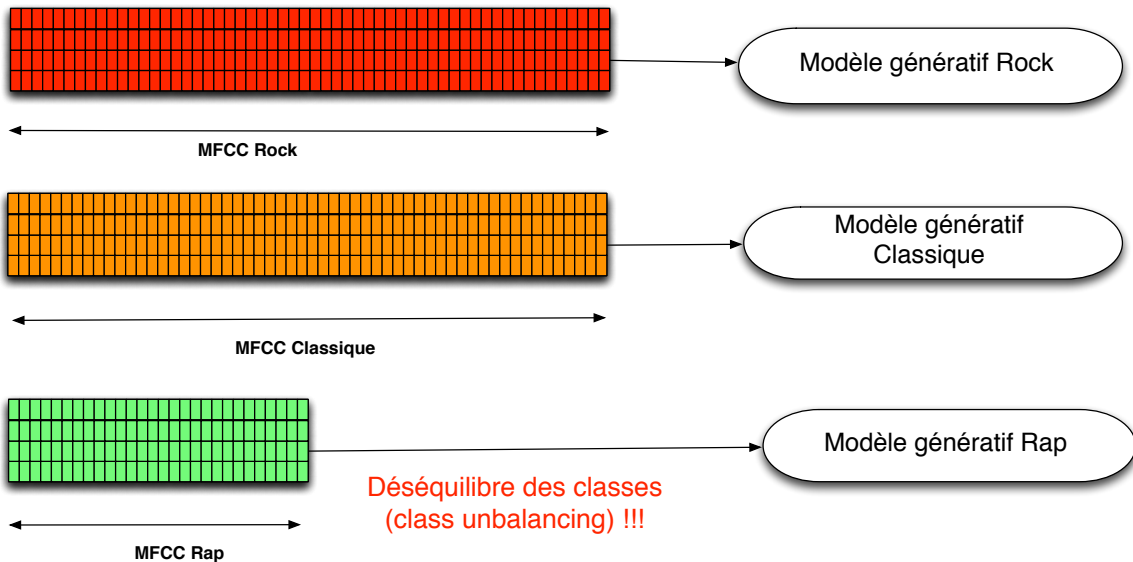 Modèle génératif Rock
MFCC Rock
Modèle génératif
Classique
MFCC Classique
Modèle génératif Rap
Déséquilibre des classes
(class unbalancing) !!!
MFCC Rap